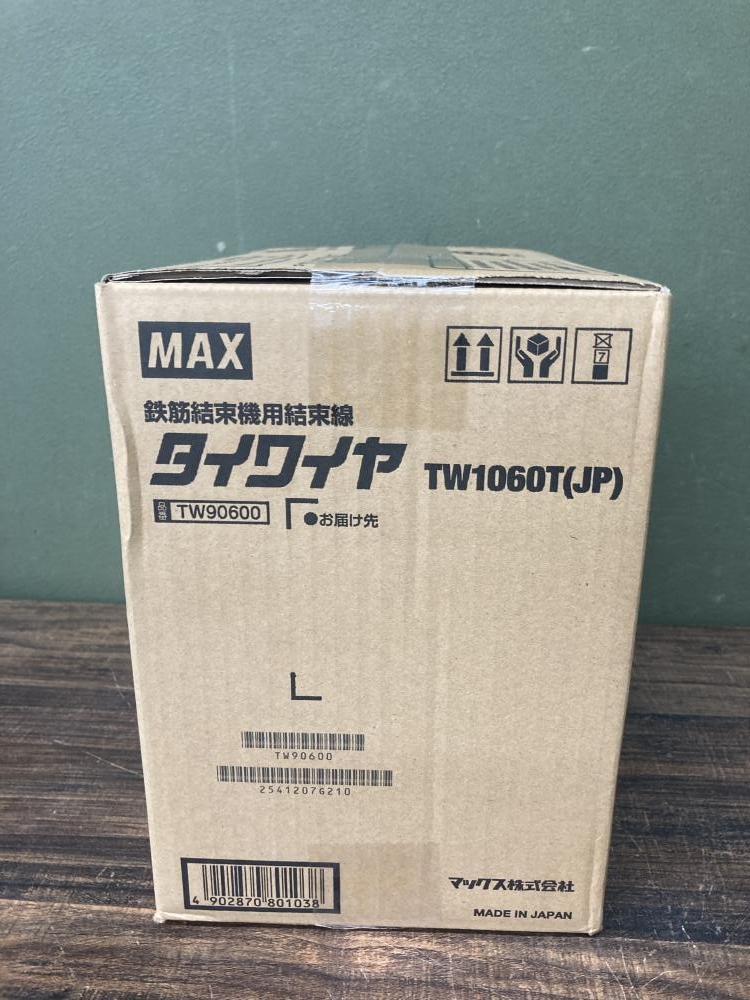 MAX
7
鉄筋結束機用結束線
タイワイヤ TW1060T(JP)
品番 TW90600 ●お届け先
TW90600
25412076210
4 902870 801038
マックス株式会社
MADE IN JAPAN